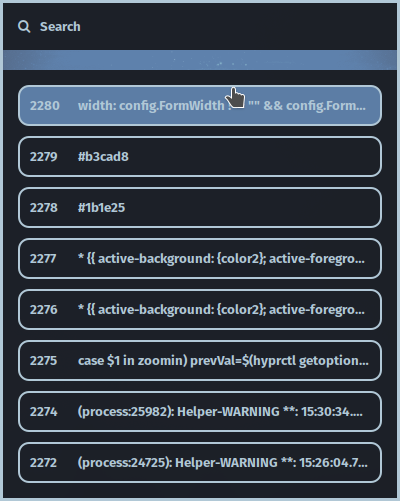 Search
2280 width: config.FormWidth "" && config.Form...
2279 #b3cad8
2278 #1b1e25
2277 * {{ active-background: {color2}; active-foregro...
2276 * {{ active-background: {color2}; active-foregro...
2275 case $1 in zoomin) prevVal=$(hyprctl getoption...
2274 (process:25982): Helper-WARNING **: 15:30:34....
2272 (process:24725): Helper-WARNING **: 15:26:04.7...